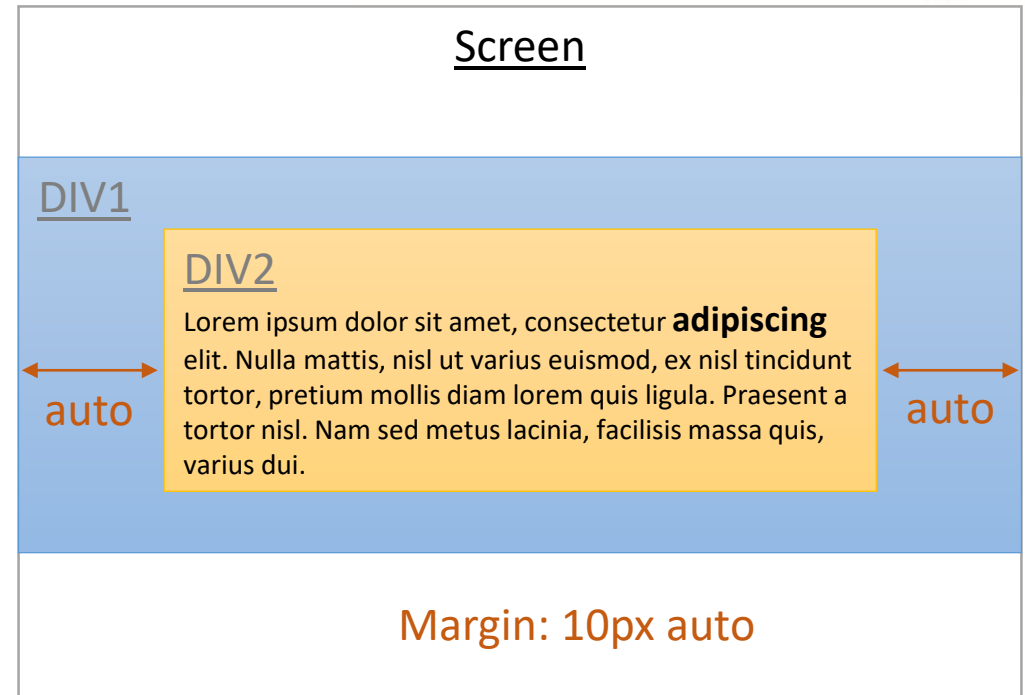 Screen
DIV1
DIV2
Lorem ipsum dolor sit amet, consectetur adipiscing
elit. Nulla mattis, nisl ut varius euismod, ex nisl tincidunt
tortor, pretium mollis diam lorem quis ligula. Praesent a
tortor nisl. Nam sed metus lacinia, facilisis massa quis,
varius dui.
auto
auto
Margin: 10px auto